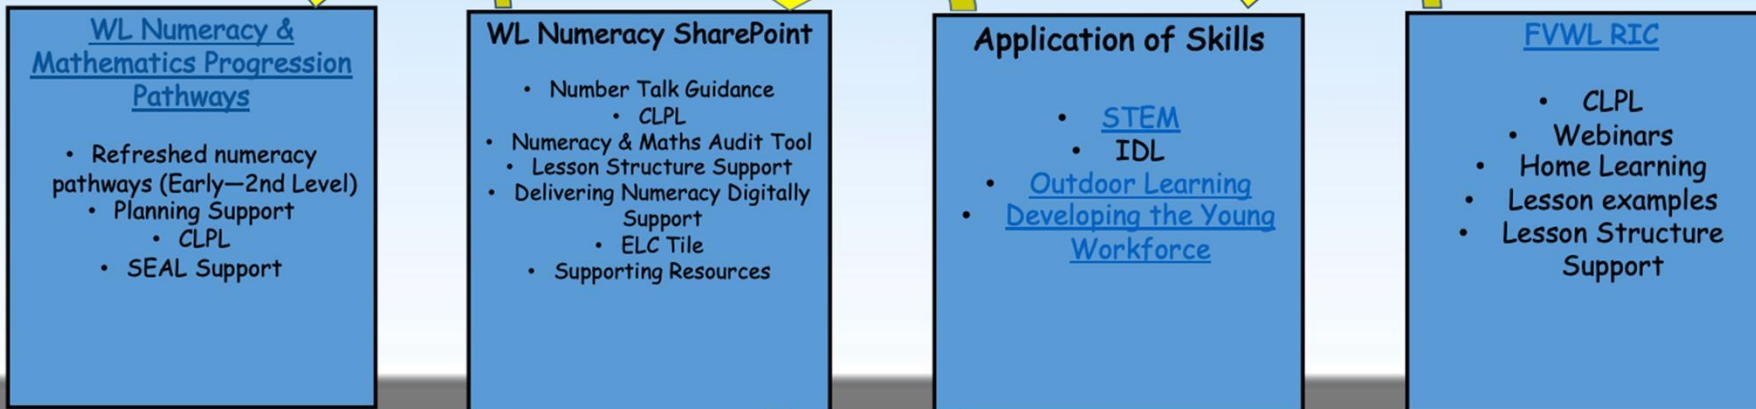 WL Numeracy &
Mathematics Progression
Pathways
• Refreshed numeracy
pathways (Early—2nd Level)
• Planning Support
• CLPL
• SEAL Support
WL Numeracy SharePoint
• Number Talk Guidance
• CLPL
• Numeracy & Maths Audit Tool
• Lesson Structure Support
• Delivering Numeracy Digitally
Support
• ELC Tile
• Supporting Resources
Application of Skills
• STEM
• IDL
• Outdoor Learning
• Developing the Young
Workforce
FVWL RIC
• CLPL
• Webinars
• Home Learning
• Lesson examples
• Lesson Structure
Support